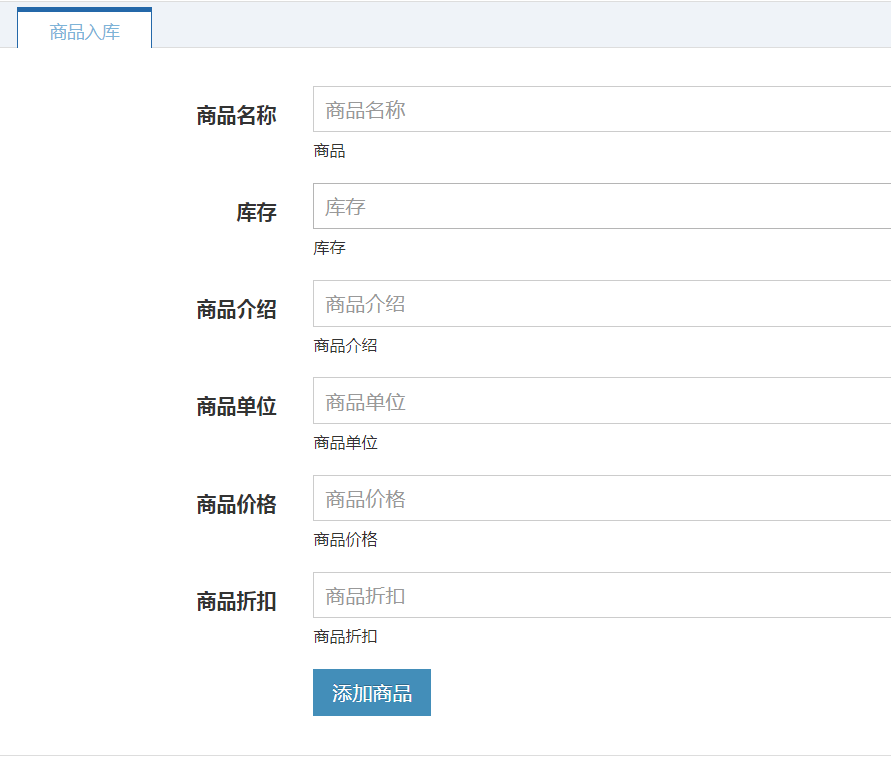 商品入库
商品名称 商品名称
商品
库存 库存
库存
商品介绍 商品介绍
商品介绍
商品单位 商品单位
商品单位
商品价格 商品价格
商品价格
商品折扣 商品折扣
商品折扣
添加商品